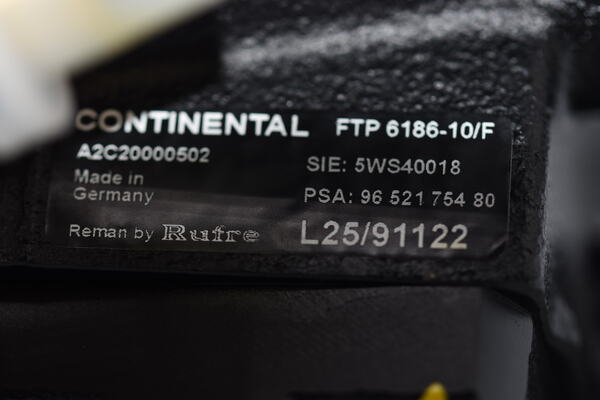 CONTINENTAL FTP 6186-10/F
A2C20000502 SIE: 5WS40018
Made in
Germany PSA: 96 521 754 80
Reman by Rufre L25/91122